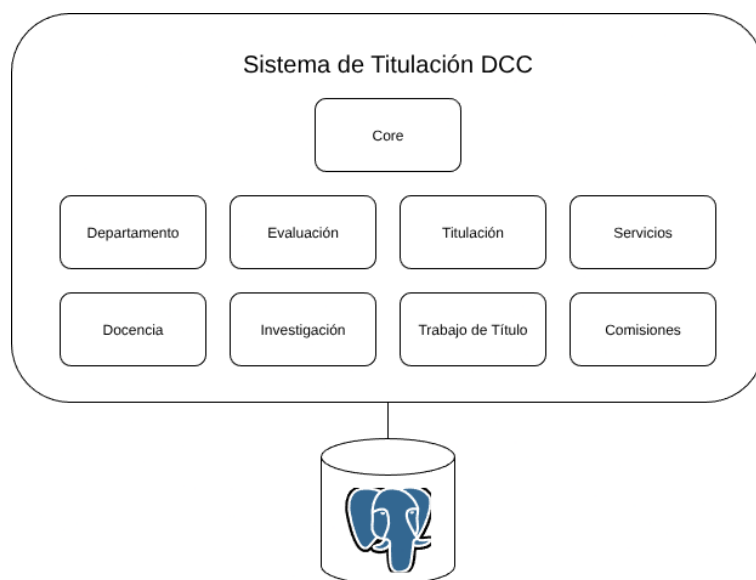 Sistema de Titulación DCC
Core
Departamento
Evaluación
Titulación
Servicios
Docencia
Investigación
Trabajo de Título
Comisiones